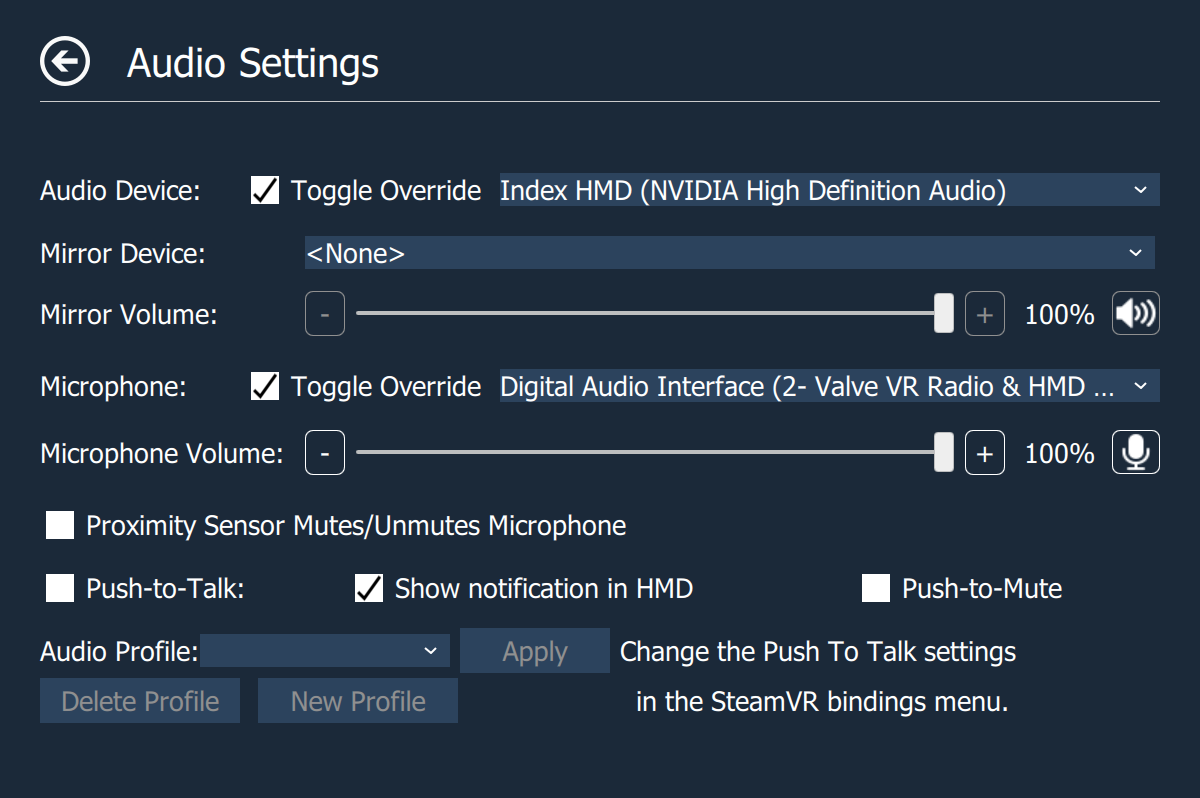 Audio Settings
Audio Device: Toggle Override Index HMD (NVIDIA High Definition Audio)
Mirror Device: <None>
Mirror Volume: - + 100%
Microphone: Toggle Override Digital Audio Interface (2- Valve VR Radio & HMD ...
Microphone Volume: - + 100%
Proximity Sensor Mutes/Unmutes Microphone
Push-to-Talk: Show notification in HMD Push-to-Mute
Audio Profile: Apply Change the Push To Talk settings
Delete Profile New Profile in the SteamVR bindings menu.